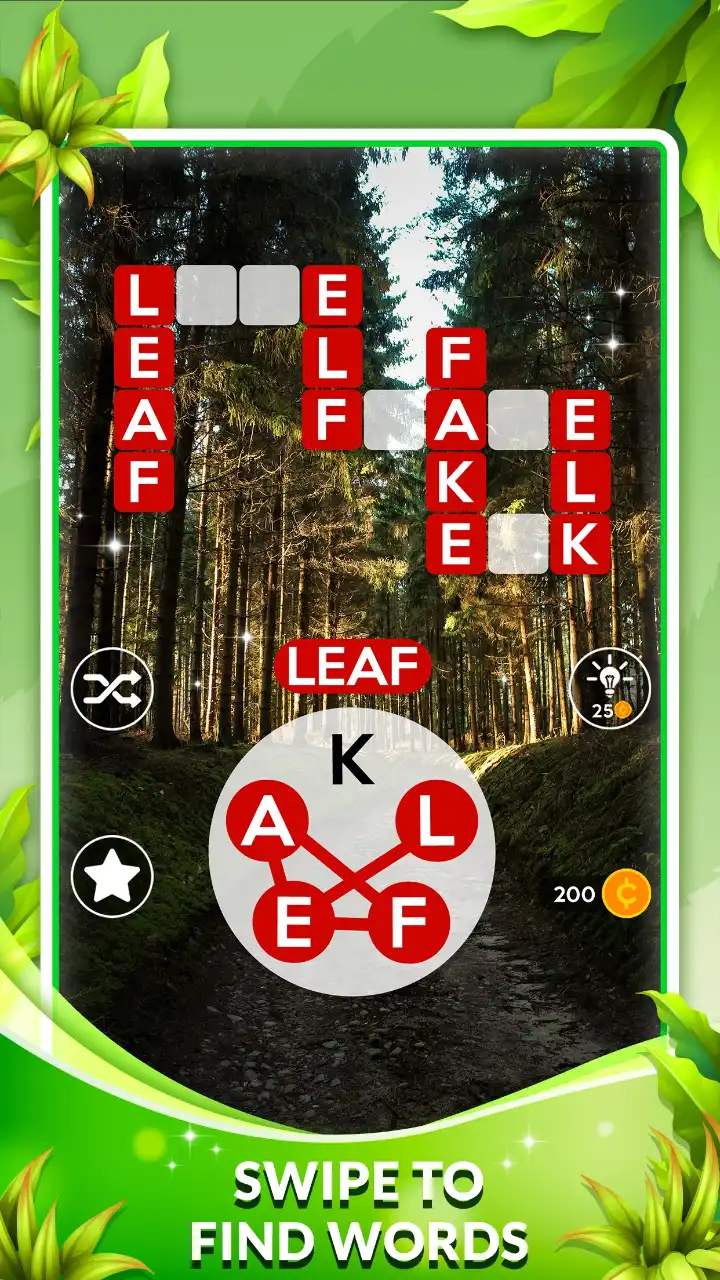 L E
E L F
A F A E
F K L
E K
LEAF
25
K
A L
E F
200
SWIPE TO
FIND WORDS